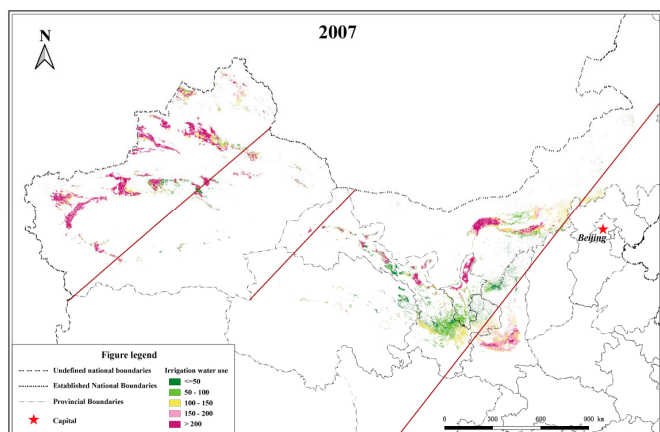 2007
N
Beijing
Figure legend
Undefined national boundaries
Established National Boundaries
Provincial Boundaries
Capital
Irrigation water use
<=50
50 - 100
100 - 150
150 - 200
> 200
0 300 600 900 km